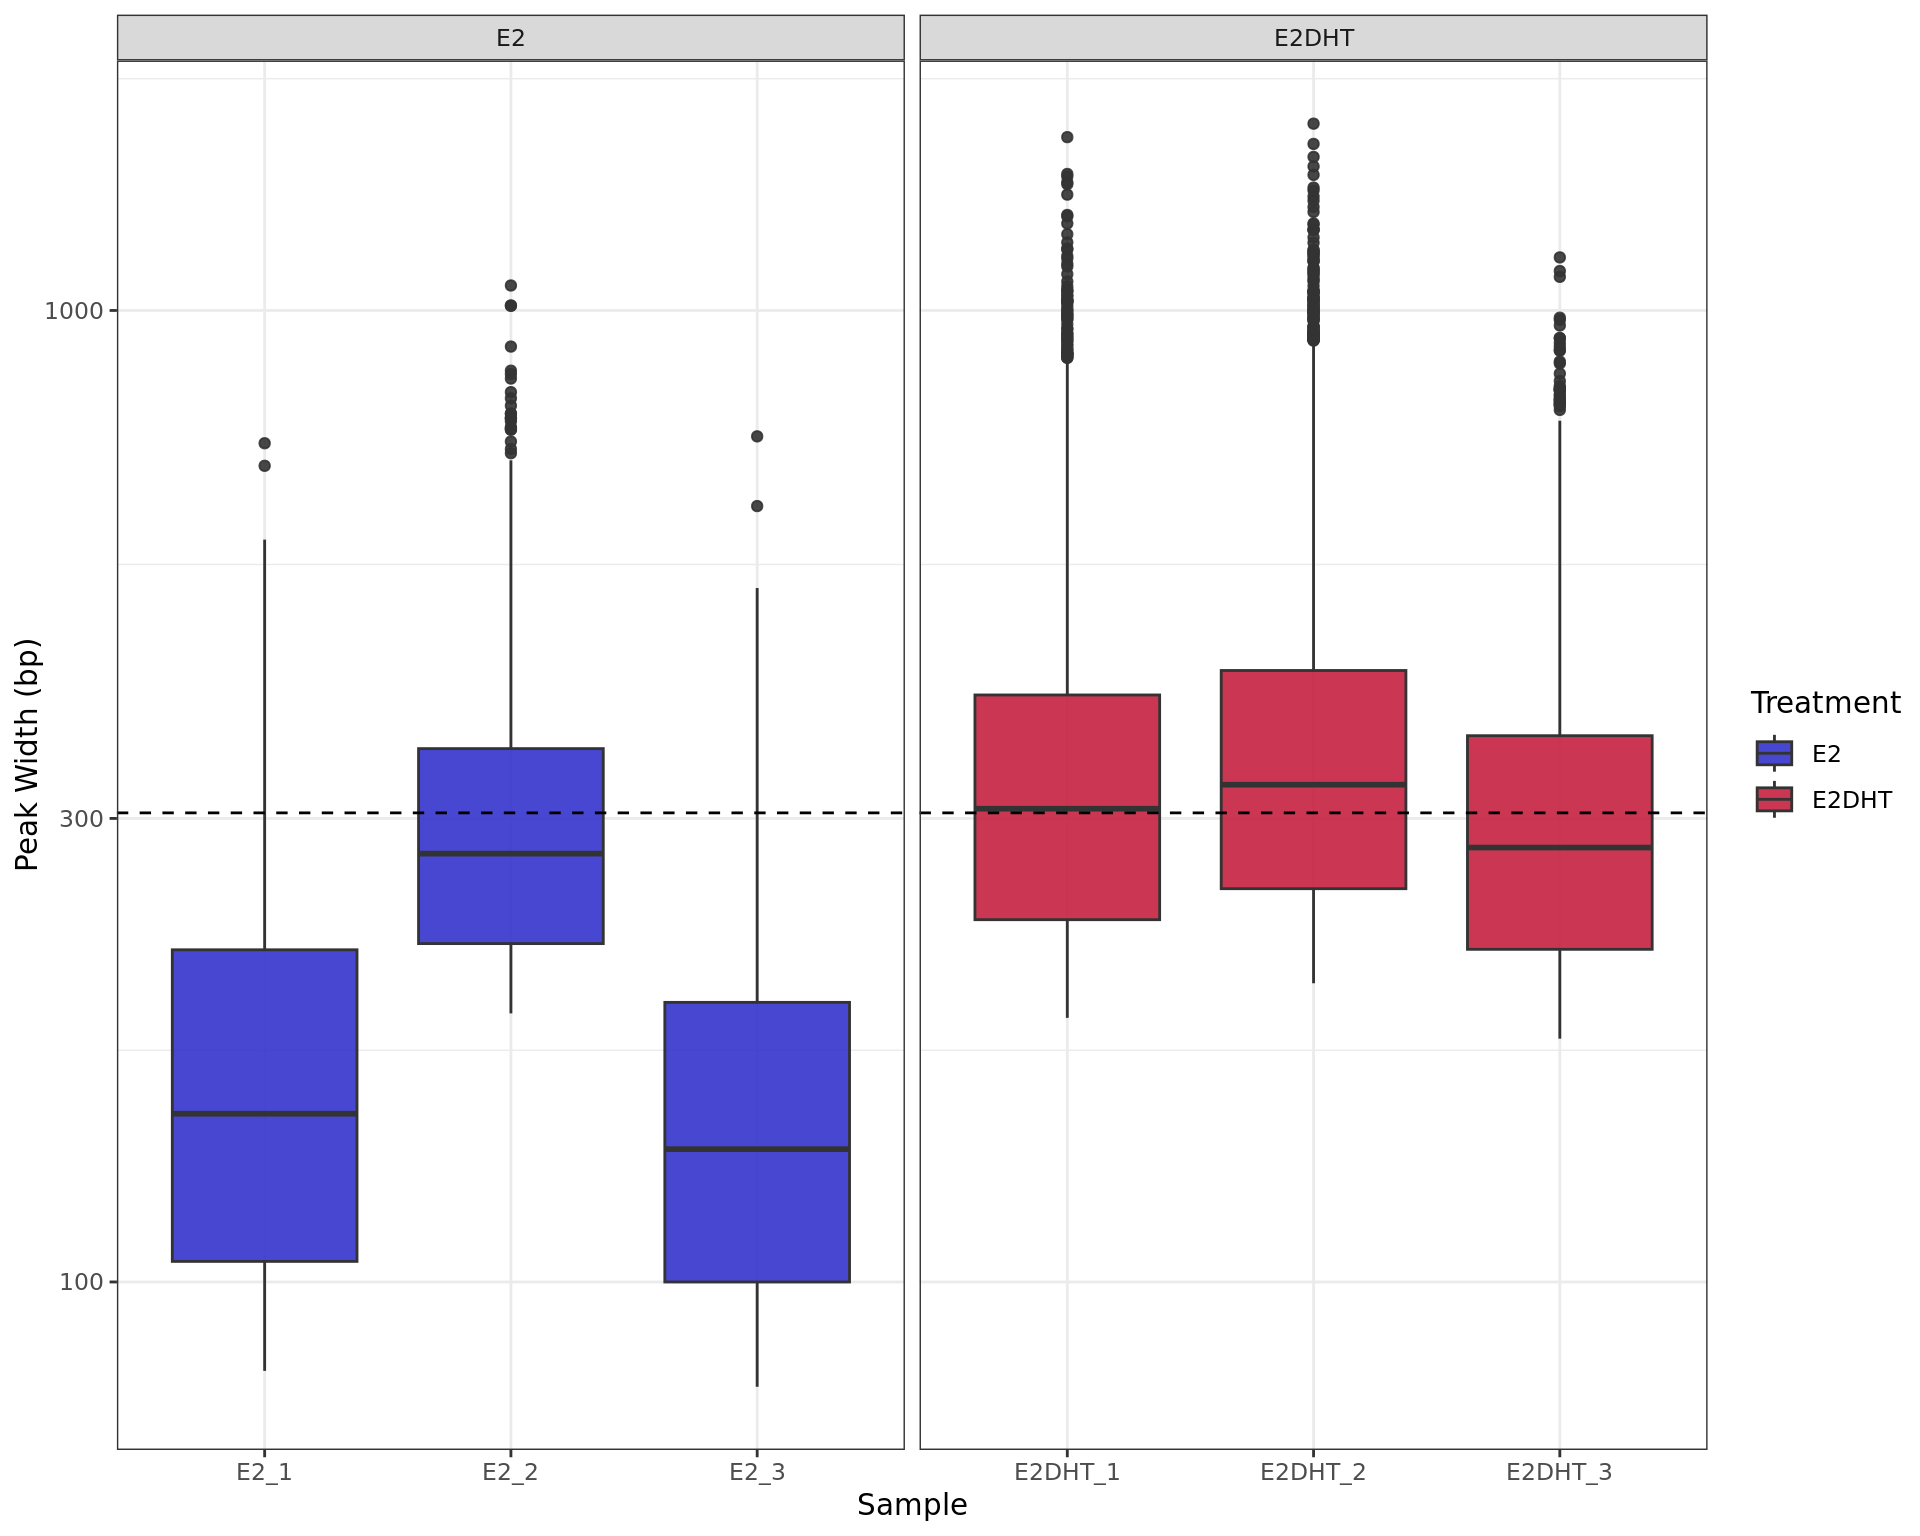 E2
E2DHT
Peak Width (bp)
1000
300
100
E2_1
E2_2
E2_3
E2DHT_1
E2DHT_2
E2DHT_3
Sample
Treatment
E2
E2DHT